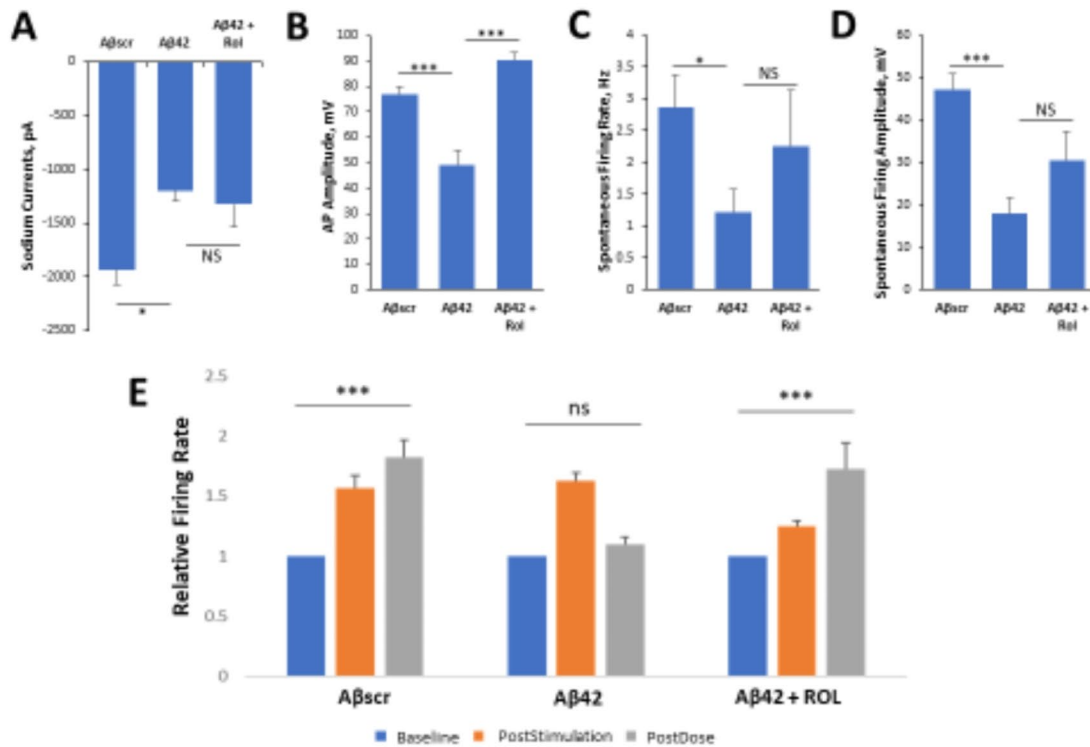 A
Aβscr
Aβ42
Aβ42 +
Rol
Sodium Currents, pA
0
-500
-1000
-1500
-2000
-2500
NS
*
B
AP Amplitude, mV
100
90
80
70
60
50
40
30
20
10
0
***
***
Aβscr
Aβ42
Aβ42 +
Rol
C
Spontaneous Firing Rate, Hz
4
3.5
3
2.5
2
1.5
1
0.5
0
*
NS
Aβscr
Aβ42
Aβ42 +
Rol
D
Spontaneous Firing Amplitude, mV
60
50
40
30
20
10
0
***
NS
Aβscr
Aβ42
Aβ42 +
Rol
E
Relative Firing Rate
2.5
2
1.5
1
0.5
0
***
ns
***
Aβscr
Aβ42
Aβ42 + ROL
Baseline
PostStimulation
PostDose